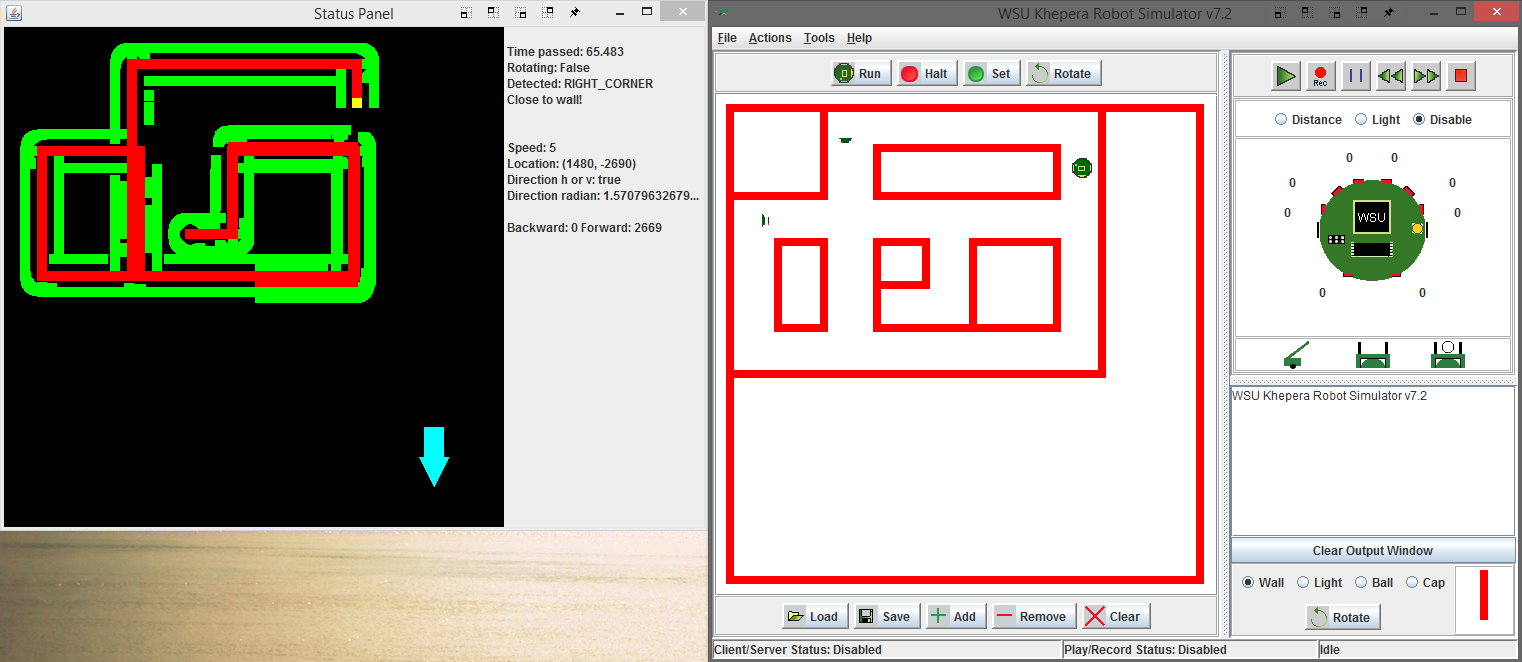 Status Panel
Time passed: 65.483
Rotating: False
Detected: RIGHT_CORNER
Close to wall!
Speed: 5
Location: (1480, -2690)
Direction h or v: true
Direction radian: 1.57079632679...
Backward: 0 Forward: 2669
WSU Khepera Robot Simulator v7.2
File Actions Tools Help
Run Halt Set Rotate
Rec
Distance Light Disable
0 0
0 0
0 0
WSU
0 0
WSU Khepera Robot Simulator v7.2
Clear Output Window
Wall Light Ball Cap
Rotate
Load Save Add Remove Clear
Client/Server Status: Disabled Play/Record Status: Disabled Idle